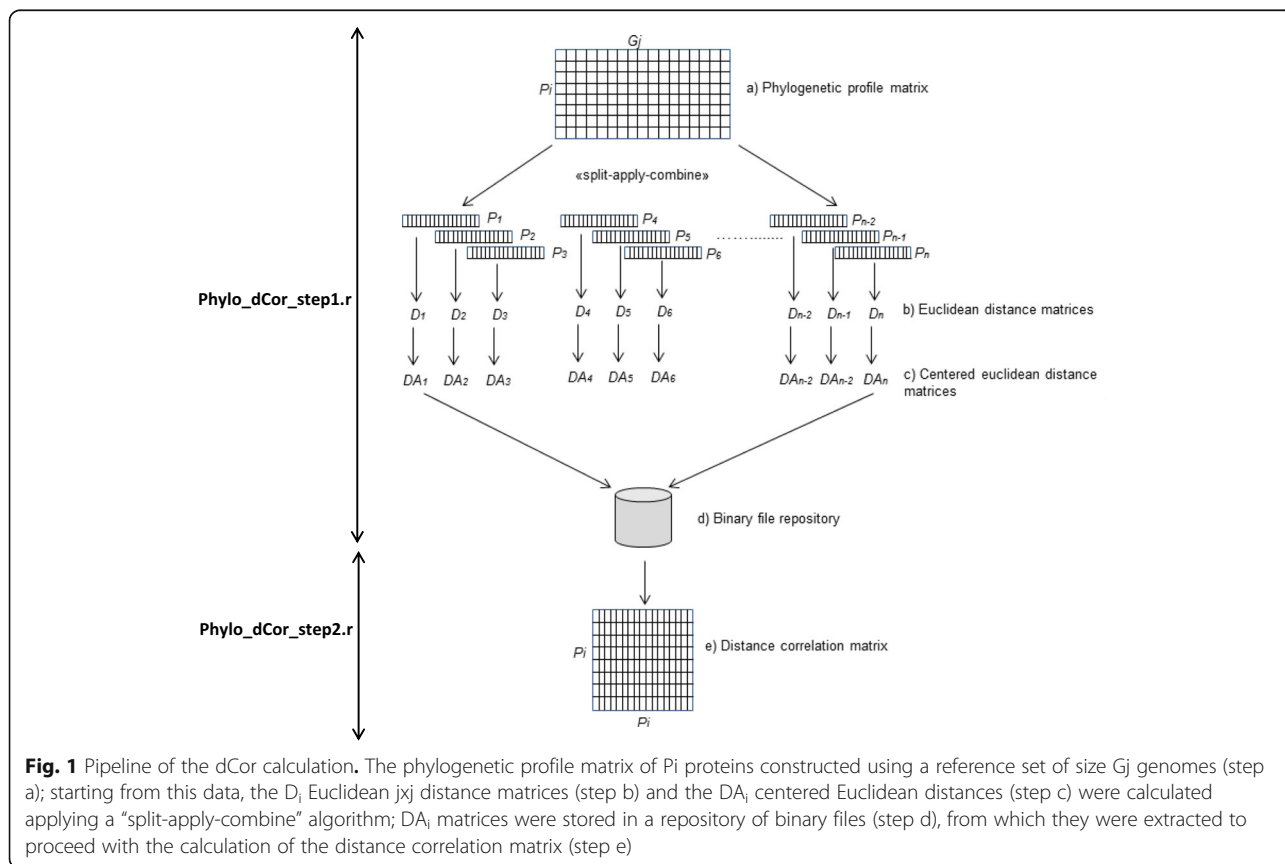 Gj
Pi
a) Phylogenetic profile matrix
«split-apply-combine»
P1
P2
P3
P4
P5
P6
............
Pn-2
Pn-1
Pn
Phylo_dCor_step1.r
D1 D2 D3 D4 D5 D6 Dn-2 Dn-1 Dn
b) Euclidean distance matrices
DA1 DA2 DA3 DA4 DA5 DA6 DAn-2 DAn-2 DAn
c) Centered euclidean distance
matrices
d) Binary file repository
Phylo_dCor_step2.r
Pi
e) Distance correlation matrix
Pi
Fig. 1 Pipeline of the dCor calculation. The phylogenetic profile matrix of Pi proteins constructed using a reference set of size Gj genomes (step
a); starting from this data, the Di Euclidean jxj distance matrices (step b) and the DAi centered Euclidean distances (step c) were calculated
applying a “split-apply-combine” algorithm; DAi matrices were stored in a repository of binary files (step d), from which they were extracted to
proceed with the calculation of the distance correlation matrix (step e)